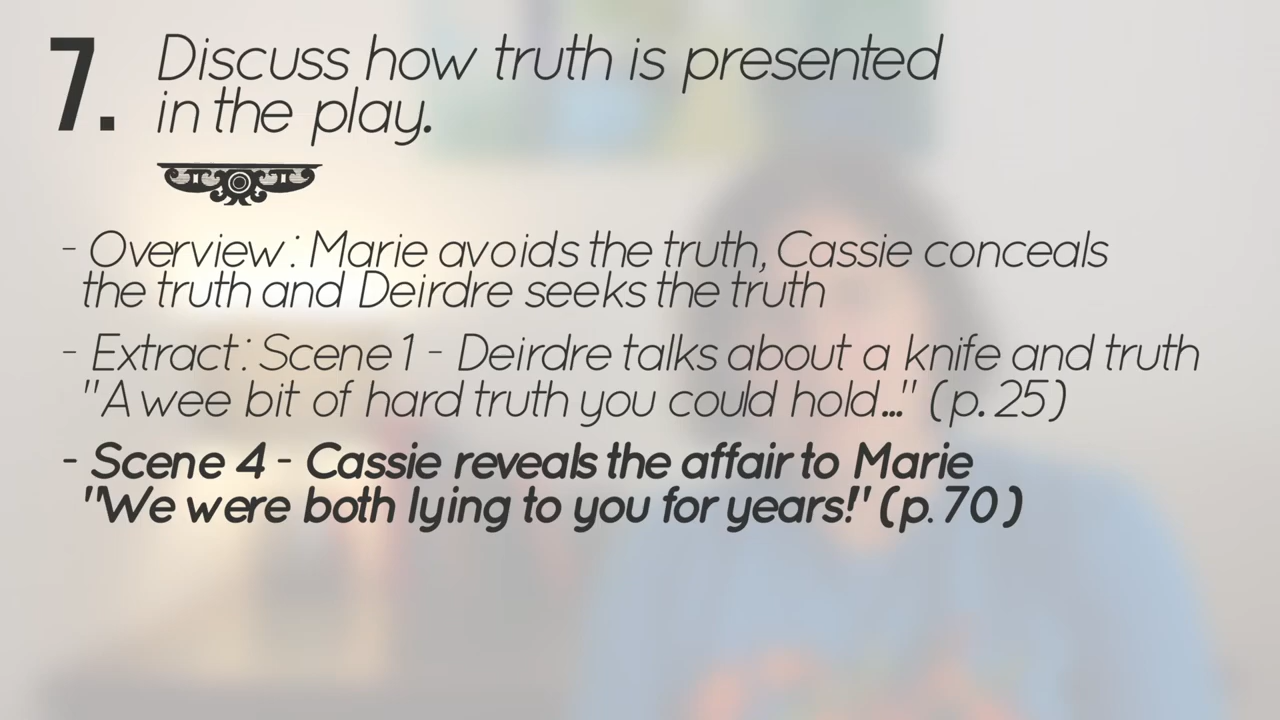 7. Discuss how truth is presented
in the play.
- Overview: Marie avoids the truth, Cassie conceals
the truth and Deirdre seeks the truth
- Extract: Scene 1 - Deirdre talks about a knife and truth
"A wee bit of hard truth you could hold..." (p. 25)
- Scene 4 - Cassie reveals the affair to Marie
"We were both lying to you for years!" (p. 70)